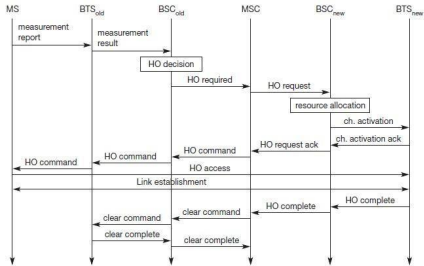 MS BTSold BSCold MSC BSCnew BTSnew
measurement
report
measurement
result
HO decision
HO required
HO request
resource allocation
ch. activation
ch. activation ack
HO request ack
HO command
HO command
HO command
HO access
Link establishment
HO complete
HO complete
clear command
clear command
clear complete
clear complete